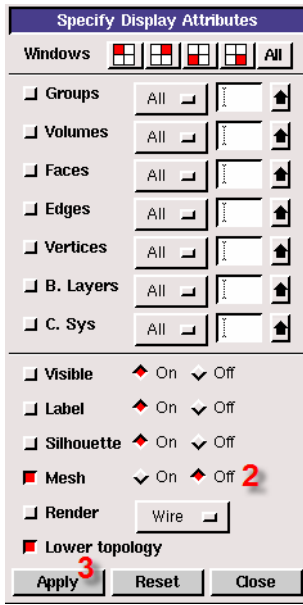 Specify Display Attributes
Windows All
Groups All
Volumes All
Faces All
Edges All
Vertices All
B. Layers All
C. Sys All
Visible On Off
Label On Off
Silhouette On Off
Mesh On Off 2
Render Wire
Lower topology
3
Apply Reset Close